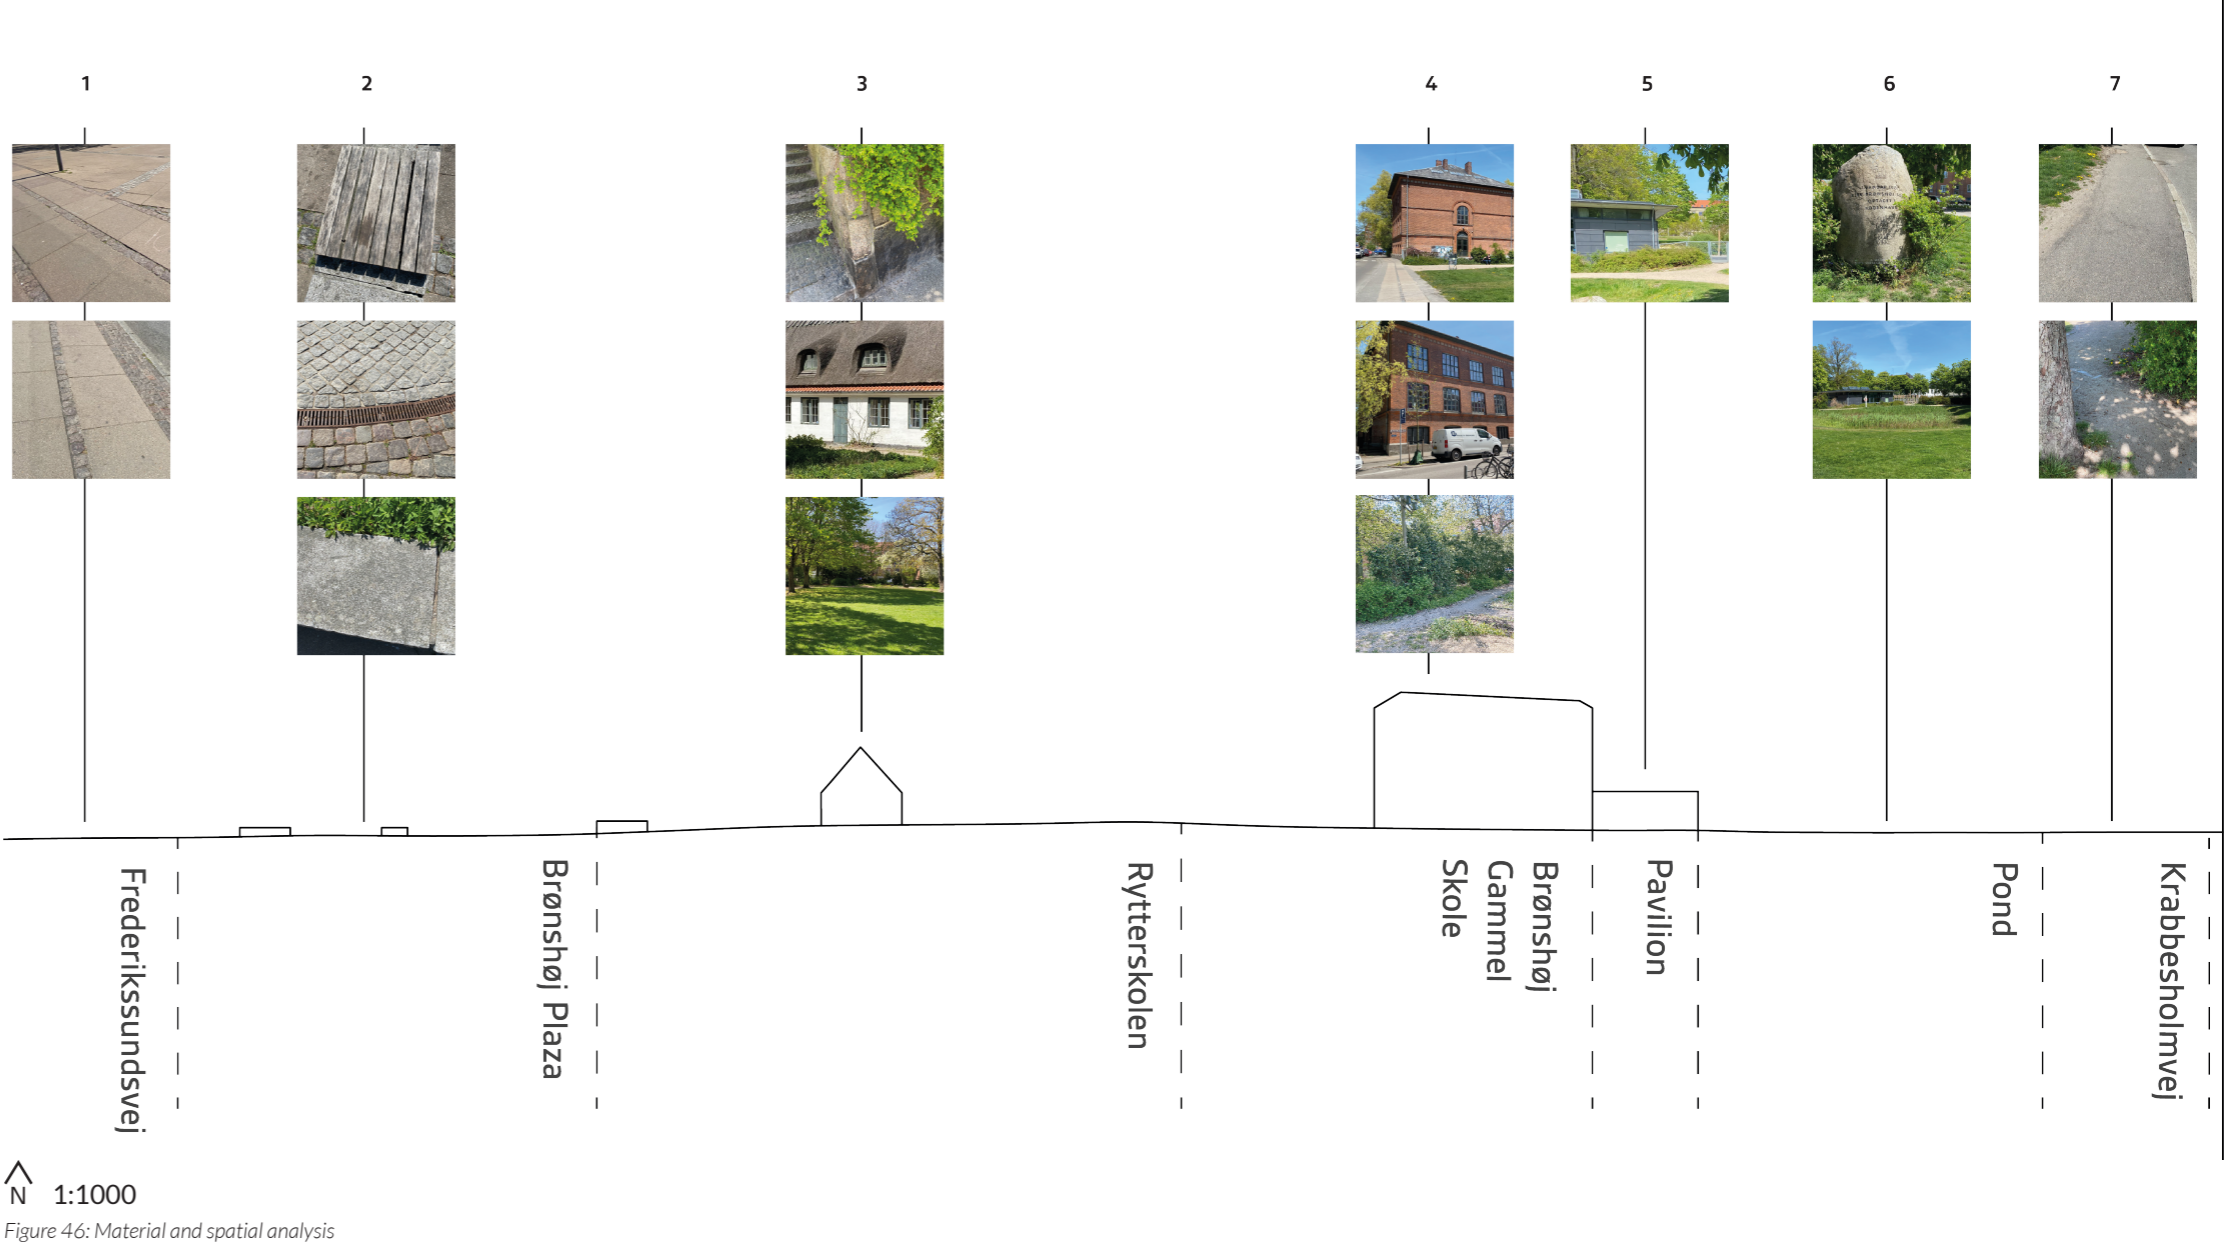 1
2
3
4
5
6
7
Frederikssundsvej
Brønshøj Plaza
Rytterskolen
Brønshøj
Gammel
Skole
Pavilion
Pond
Krabbesholmvej
N
1:1000
Figure 46: Material and spatial analysis